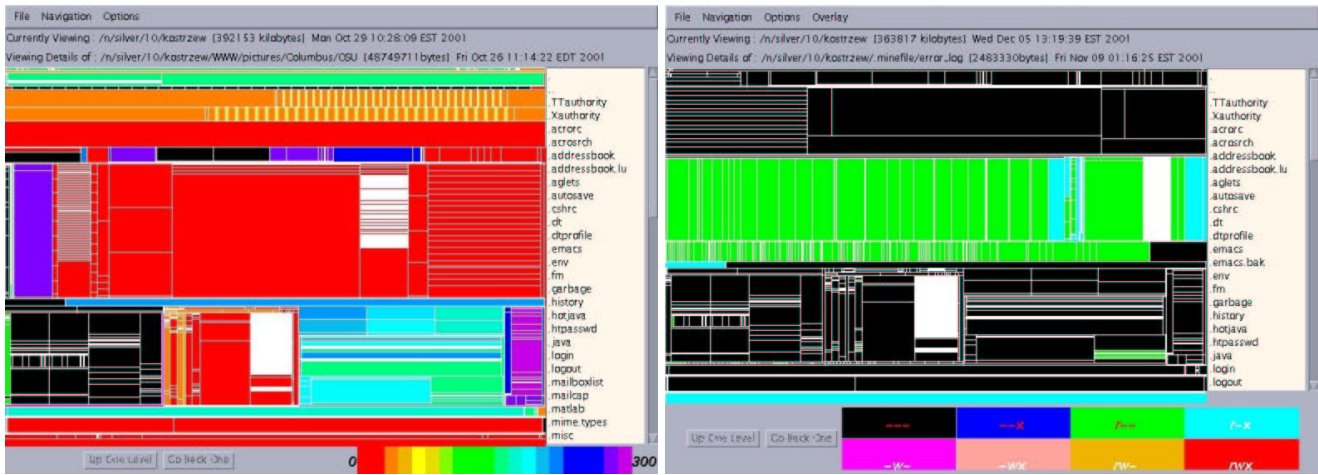 File Navigation Options
Currently Viewing : /n/silver/10/kostrzew [392153 kilobytes] Mon Oct 29 10:28:09 EST 2001
Viewing Details of : /n/silver/10/kostrzew/WWW/pictures/Columbus/OSU [48749711bytes] Fri Oct 26 11:14:22 EDT 2001
.
..
.TTauthority
.Xauthority
.acrorc
.acrosrch
.addressbook
.addressbook.lu
.aglets
.autosave
.cshrc
.dt
.dtprofile
.emacs
.env
.fm
.garbage
.history
.hotjava
.htpasswd
.java
.login
.logout
.mailboxlist
.mailcap
.matlab
.mime.types
.misc
Up One Level Go Back One 0 300
File Navigation Options Overlay
Currently Viewing : /n/silver/10/kostrzew [363817 kilobytes] Wed Dec 05 13:19:39 EST 2001
Viewing Details of : /n/silver/10/kostrzew/.minefile/error_log [2483330bytes] Fri Nov 09 01:16:25 EST 2001
.
..
.TTauthority
.Xauthority
.acrorc
.acrosrch
.addressbook
.addressbook.lu
.aglets
.autosave
.cshrc
.dt
.dtprofile
.emacs
.emacs.bak
.env
.fm
.garbage
.history
.hotjava
.htpasswd
.java
.login
.logout
Up One Level Go Back One
--- --x r-- r-x
-w- -wx rw- rwx